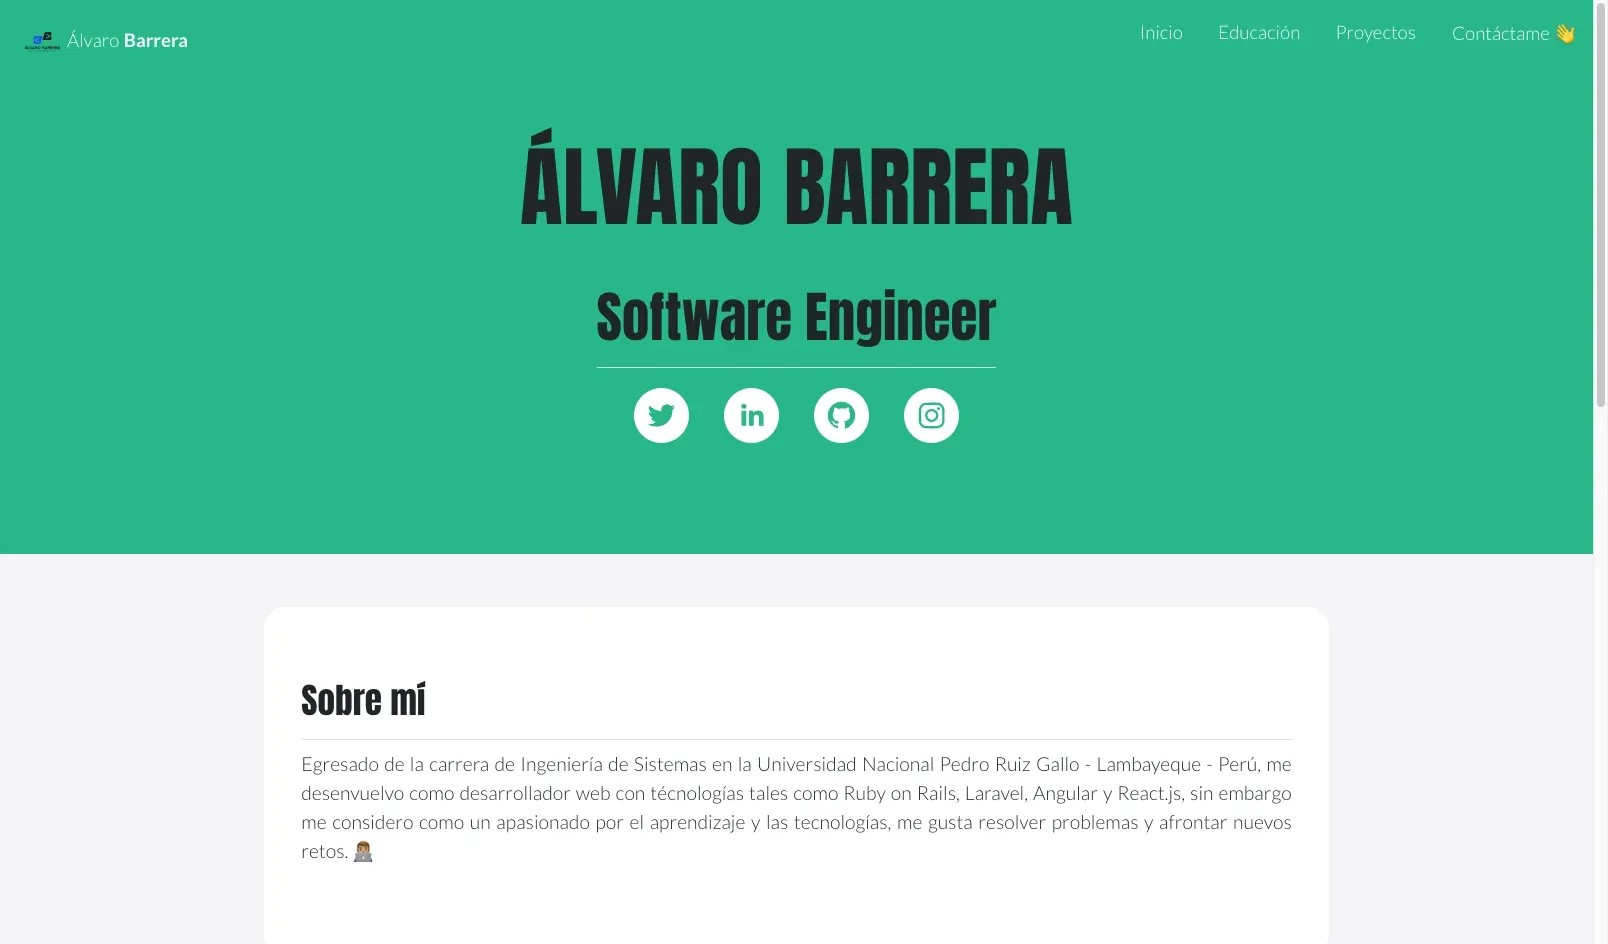 Álvaro Barrera
Inicio
Educación
Proyectos
Contáctame 👋
ÁLVARO BARRERA
Software Engineer
Sobre mí
Egresado de la carrera de Ingeniería de Sistemas en la Universidad Nacional Pedro Ruiz Gallo - Lambayeque - Perú, me
desenvuelvo como desarrollador web con técnologías tales como Ruby on Rails, Laravel, Angular y React.js, sin embargo
me considero como un apasionado por el aprendizaje y las tecnologías, me gusta resolver problemas y afrontar nuevos
retos. 👨🏽‍💻